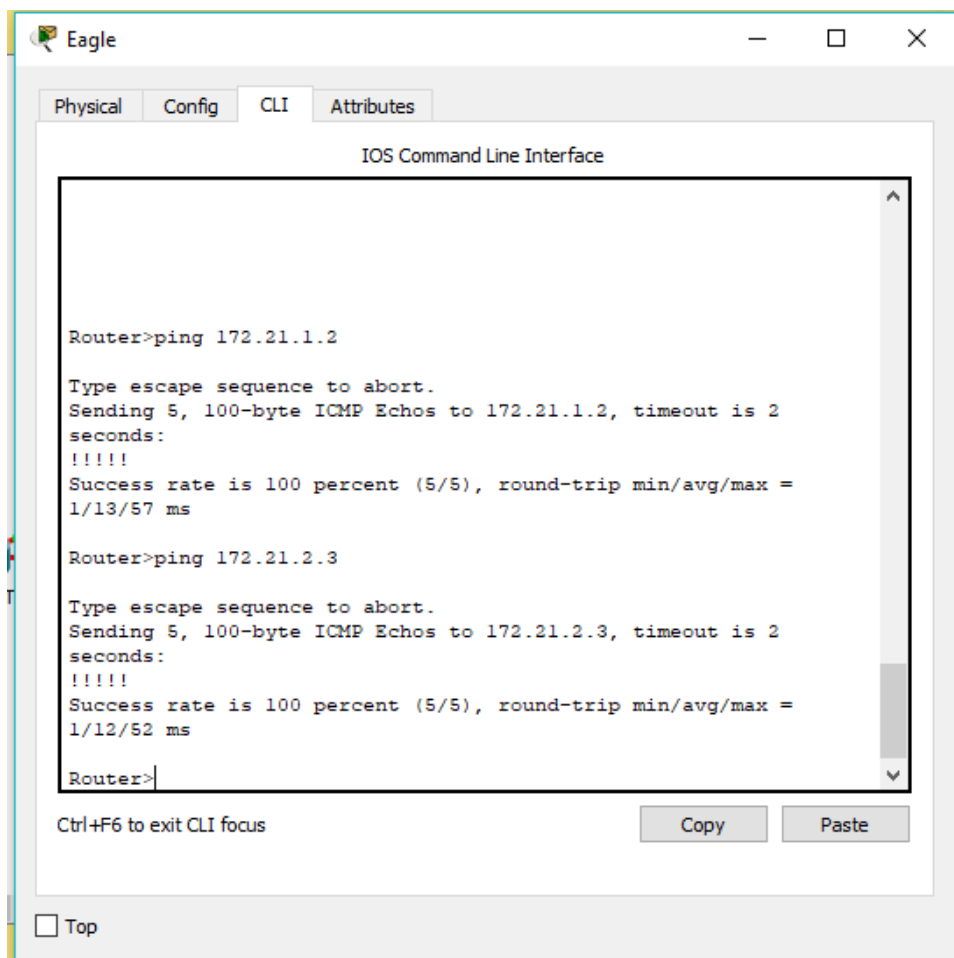 Eagle
Physical Config CLI Attributes
IOS Command Line Interface
Router>ping 172.21.1.2
Type escape sequence to abort.
Sending 5, 100-byte ICMP Echos to 172.21.1.2, timeout is 2
seconds:
!!!!!
Success rate is 100 percent (5/5), round-trip min/avg/max =
1/13/57 ms
Router>ping 172.21.2.3
Type escape sequence to abort.
Sending 5, 100-byte ICMP Echos to 172.21.2.3, timeout is 2
seconds:
!!!!!
Success rate is 100 percent (5/5), round-trip min/avg/max =
1/12/52 ms
Router>
Ctrl+F6 to exit CLI focus
Copy Paste
Top